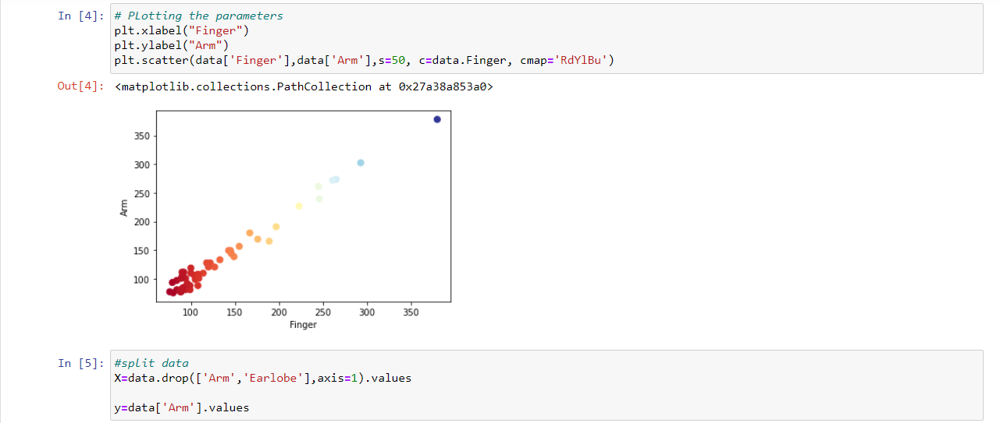 In [4]: # PLotting the parameters
plt.xlabel("Finger")
plt.ylabel("Arm")
plt.scatter(data['Finger'],data['Arm'],s=50, c=data.Finger, cmap='RdYlBu')
Out[4]: <matplotlib.collections.PathCollection at 0x27a38a853a0>
350
300
250
200
150
100
Arm
100 150 200 250 300 350
Finger
In [5]: #split data
X=data.drop(['Arm','Earlobe'],axis=1).values
y=data['Arm'].values